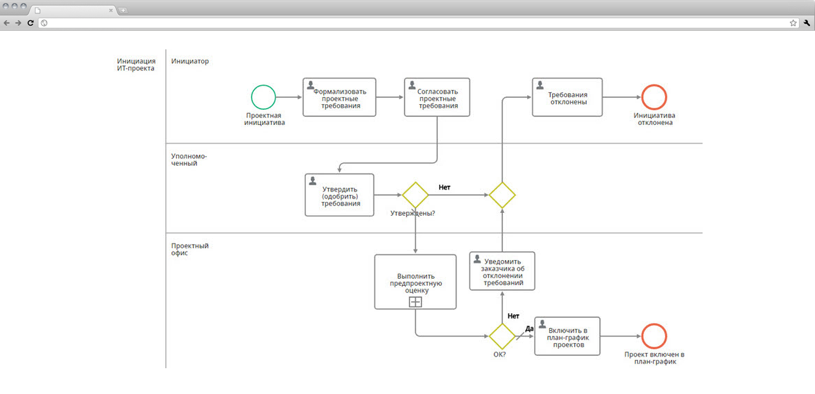 Инициация
ИТ-проекта
Инициатор
Формализовать
проектные
требования
Согласовать
проектные
требования
Требования
отклонены
Проектная
инициатива
Инициатива
отклонена
Уполномо-
ченный
Утвердить
(одобрить)
требования
Нет
Утверждены?
Проектный
офис
Выполнить
предпроектную
оценку
Уведомить
заказчика об
отклонении
требований
Нет
Да
Включить в
план-график
проектов
ОК?
Проект включен в
план-график